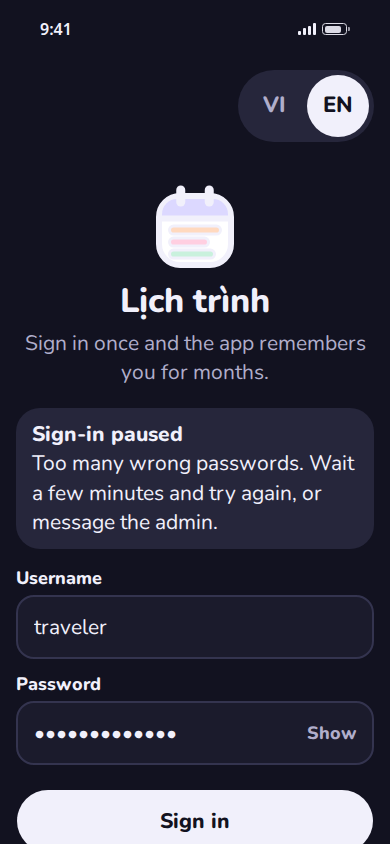 9:41
VI EN
Lịch trình
Sign in once and the app remembers
you for months.
Sign-in paused
Too many wrong passwords. Wait
a few minutes and try again, or
message the admin.
Username
traveler
Password
••••••••••••• Show
Sign in